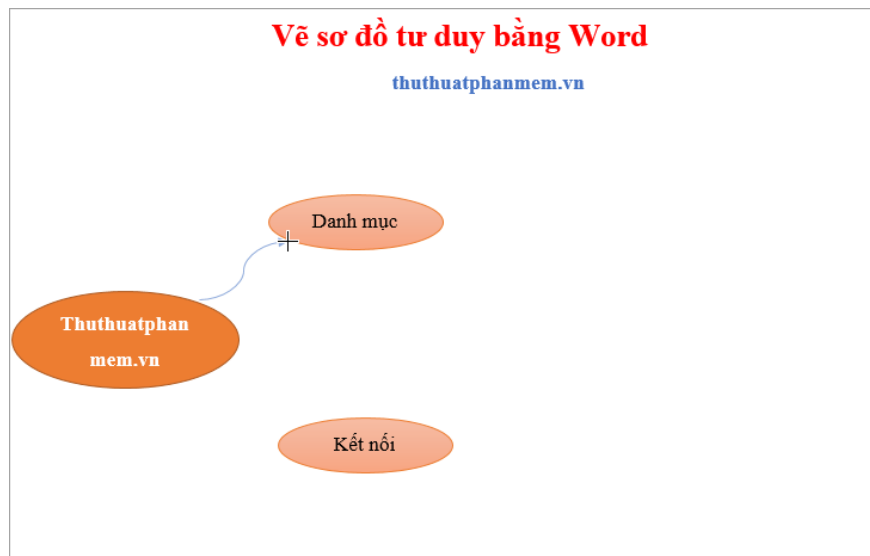 Vẽ sơ đồ tư duy bằng Word
thuthuatphanmem.vn
Danh mục
Thuthuatphan
mem.vn
Kết nối